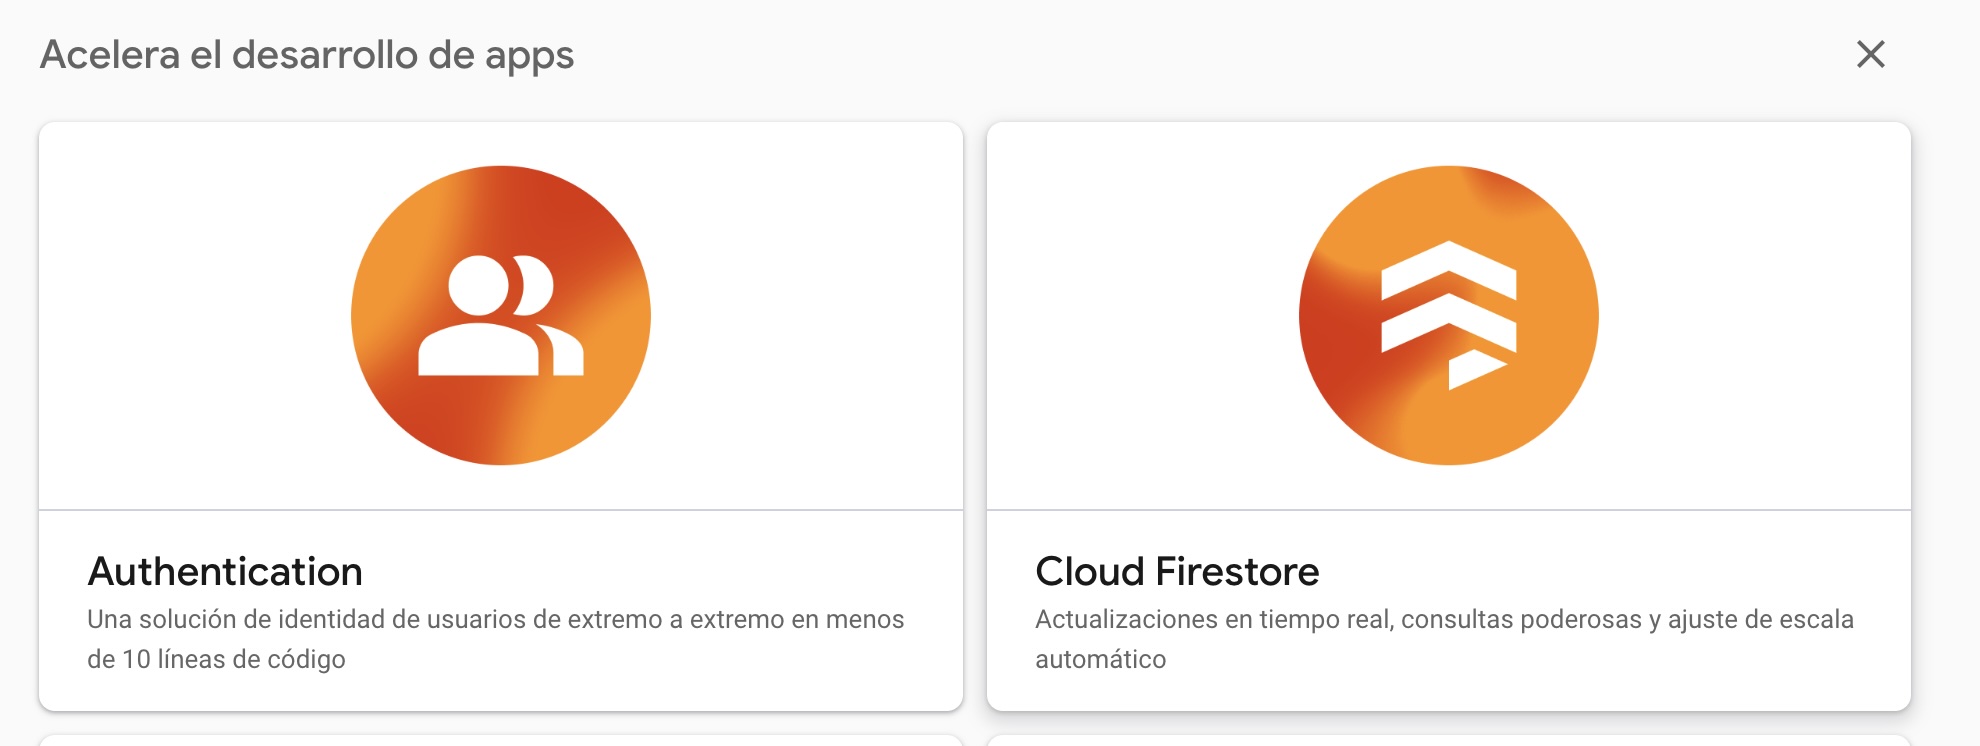 Acelera el desarrollo de apps
Authentication
Una solución de identidad de usuarios de extremo a extremo en menos
de 10 líneas de código
Cloud Firestore
Actualizaciones en tiempo real, consultas poderosas y ajuste de escala
automático